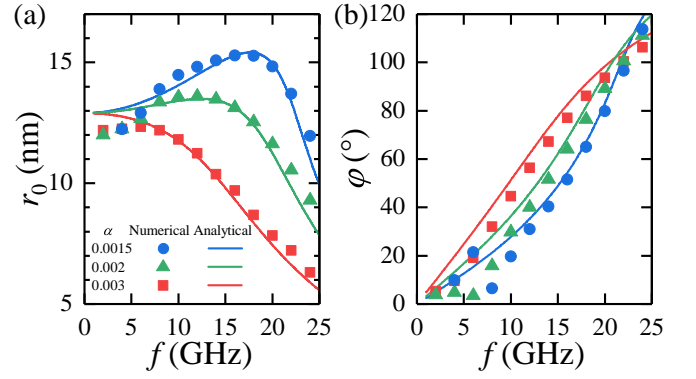 (a)
r0 (nm)
15
10
5
α Numerical Analytical
0.0015
0.002
0.003
0 5 10 15 20 25
f (GHz)
(b)
φ (°)
120
100
80
60
40
20
0
0 5 10 15 20 25
f (GHz)